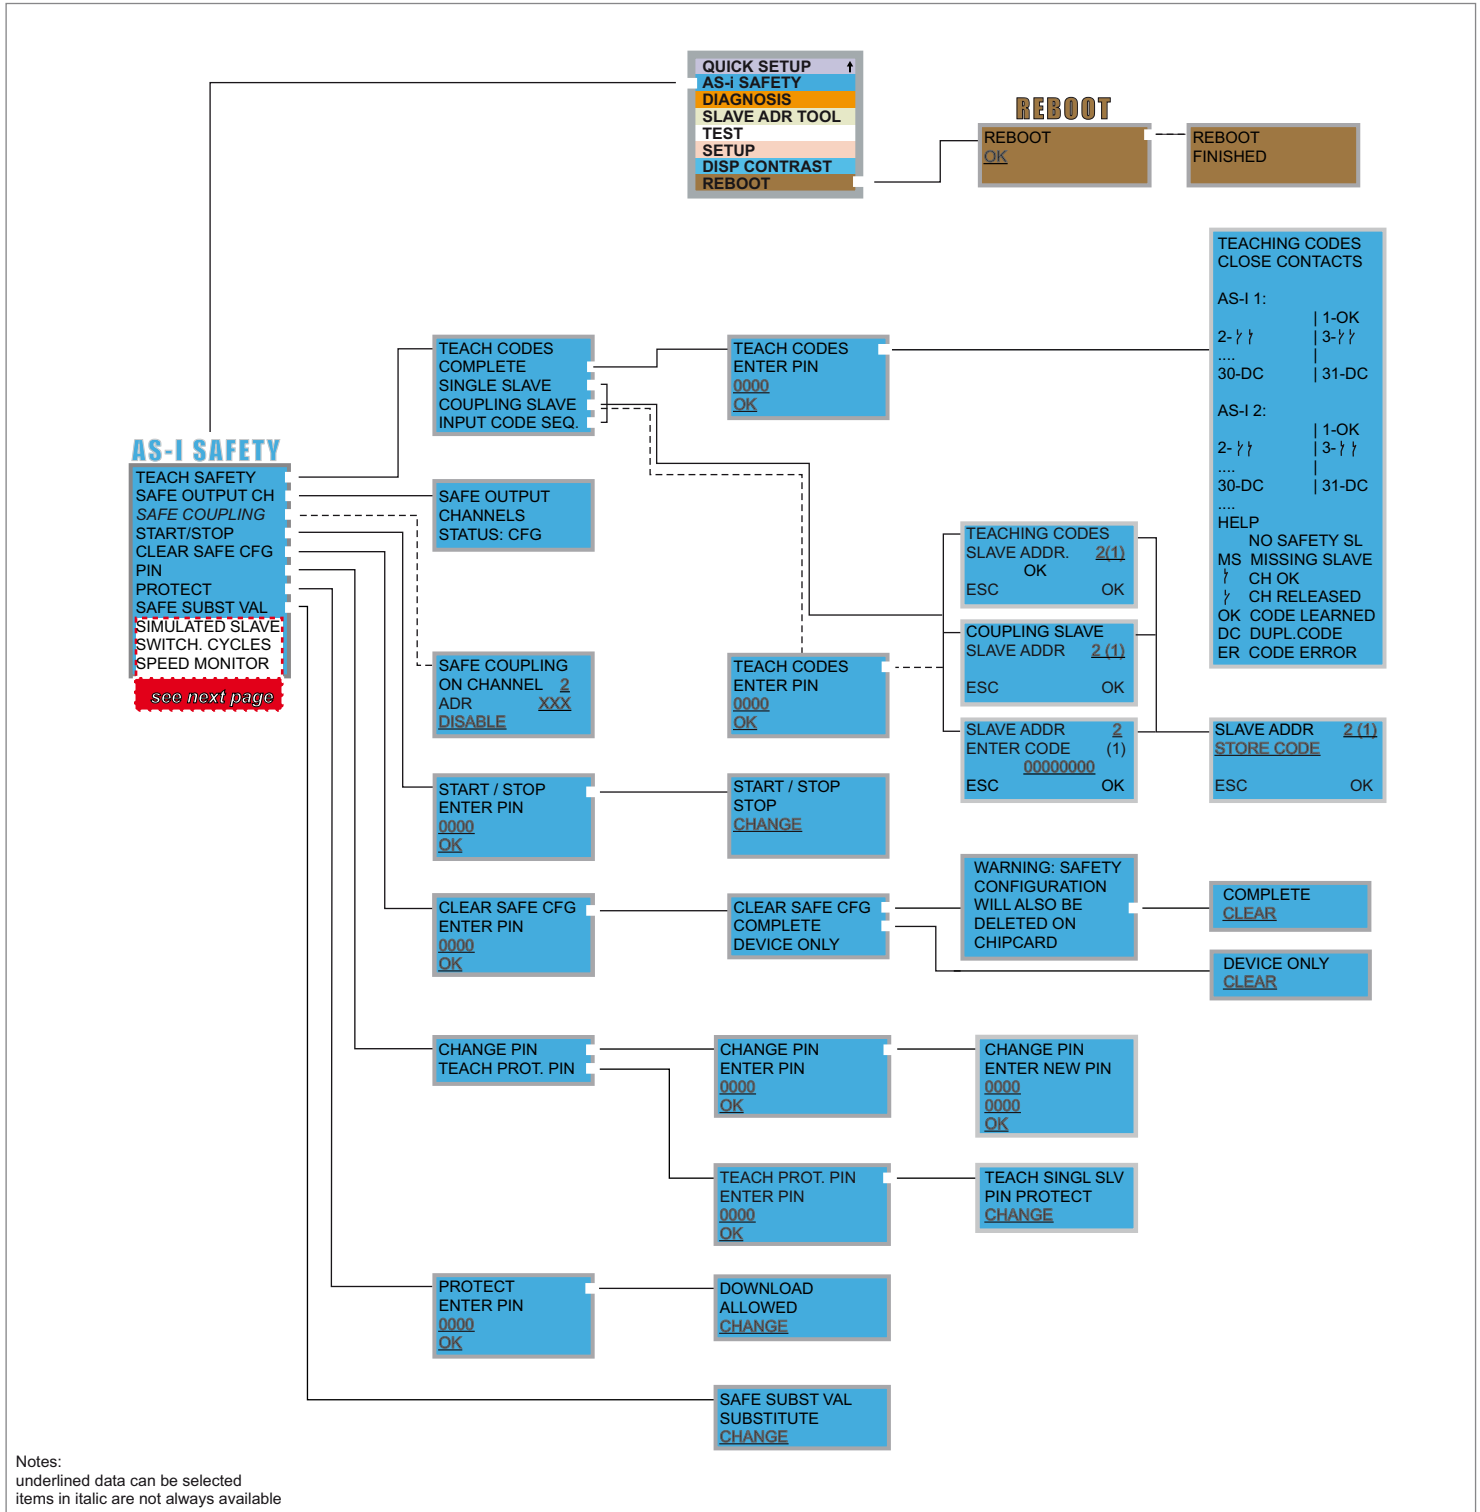 QUICK SETUP
AS-i SAFETY
DIAGNOSIS
SLAVE ADR TOOL
TEST
SETUP
DISP CONTRAST
REBOOT
REBOOT
REBOOT
OK
REBOOT
FINISHED
TEACHING CODES
CLOSE CONTACTS
AS-I 1:
| 1-OK
2- | 3-
.... |
30-DC | 31-DC
AS-I 2:
| 1-OK
2- | 3-
.... |
30-DC | 31-DC
....
HELP
NO SAFETY SL
MS MISSING SLAVE
CH OK
CH RELEASED
OK CODE LEARNED
DC DUPL.CODE
ER CODE ERROR
TEACH CODES
COMPLETE
SINGLE SLAVE
COUPLING SLAVE
INPUT CODE SEQ.
TEACH CODES
ENTER PIN
0000
OK
AS-I SAFETY
TEACH SAFETY
SAFE OUTPUT CH
SAFE COUPLING
START/STOP
CLEAR SAFE CFG
PIN
PROTECT
SAFE SUBST VAL
SIMULATED SLAVE
SWITCH. CYCLES
SPEED MONITOR
see next page
SAFE OUTPUT
CHANNELS
STATUS: CFG
SAFE COUPLING
ON CHANNEL 2
ADR XXX
DISABLE
TEACH CODES
ENTER PIN
0000
OK
TEACHING CODES
SLAVE ADDR. 2(1)
OK
ESC OK
COUPLING SLAVE
SLAVE ADDR 2 (1)
ESC OK
SLAVE ADDR 2
ENTER CODE (1)
00000000
ESC OK
SLAVE ADDR 2 (1)
STORE CODE
ESC OK
START / STOP
ENTER PIN
0000
OK
START / STOP
STOP
CHANGE
CLEAR SAFE CFG
ENTER PIN
0000
OK
CLEAR SAFE CFG
COMPLETE
DEVICE ONLY
WARNING: SAFETY
CONFIGURATION
WILL ALSO BE
DELETED ON
CHIPCARD
COMPLETE
CLEAR
DEVICE ONLY
CLEAR
CHANGE PIN
TEACH PROT. PIN
CHANGE PIN
ENTER PIN
0000
OK
CHANGE PIN
ENTER NEW PIN
0000
0000
OK
TEACH PROT. PIN
ENTER PIN
0000
OK
TEACH SINGL SLV
PIN PROTECT
CHANGE
PROTECT
ENTER PIN
0000
OK
DOWNLOAD
ALLOWED
CHANGE
SAFE SUBST VAL
SUBSTITUTE
CHANGE
Notes:
underlined data can be selected
items in italic are not always available